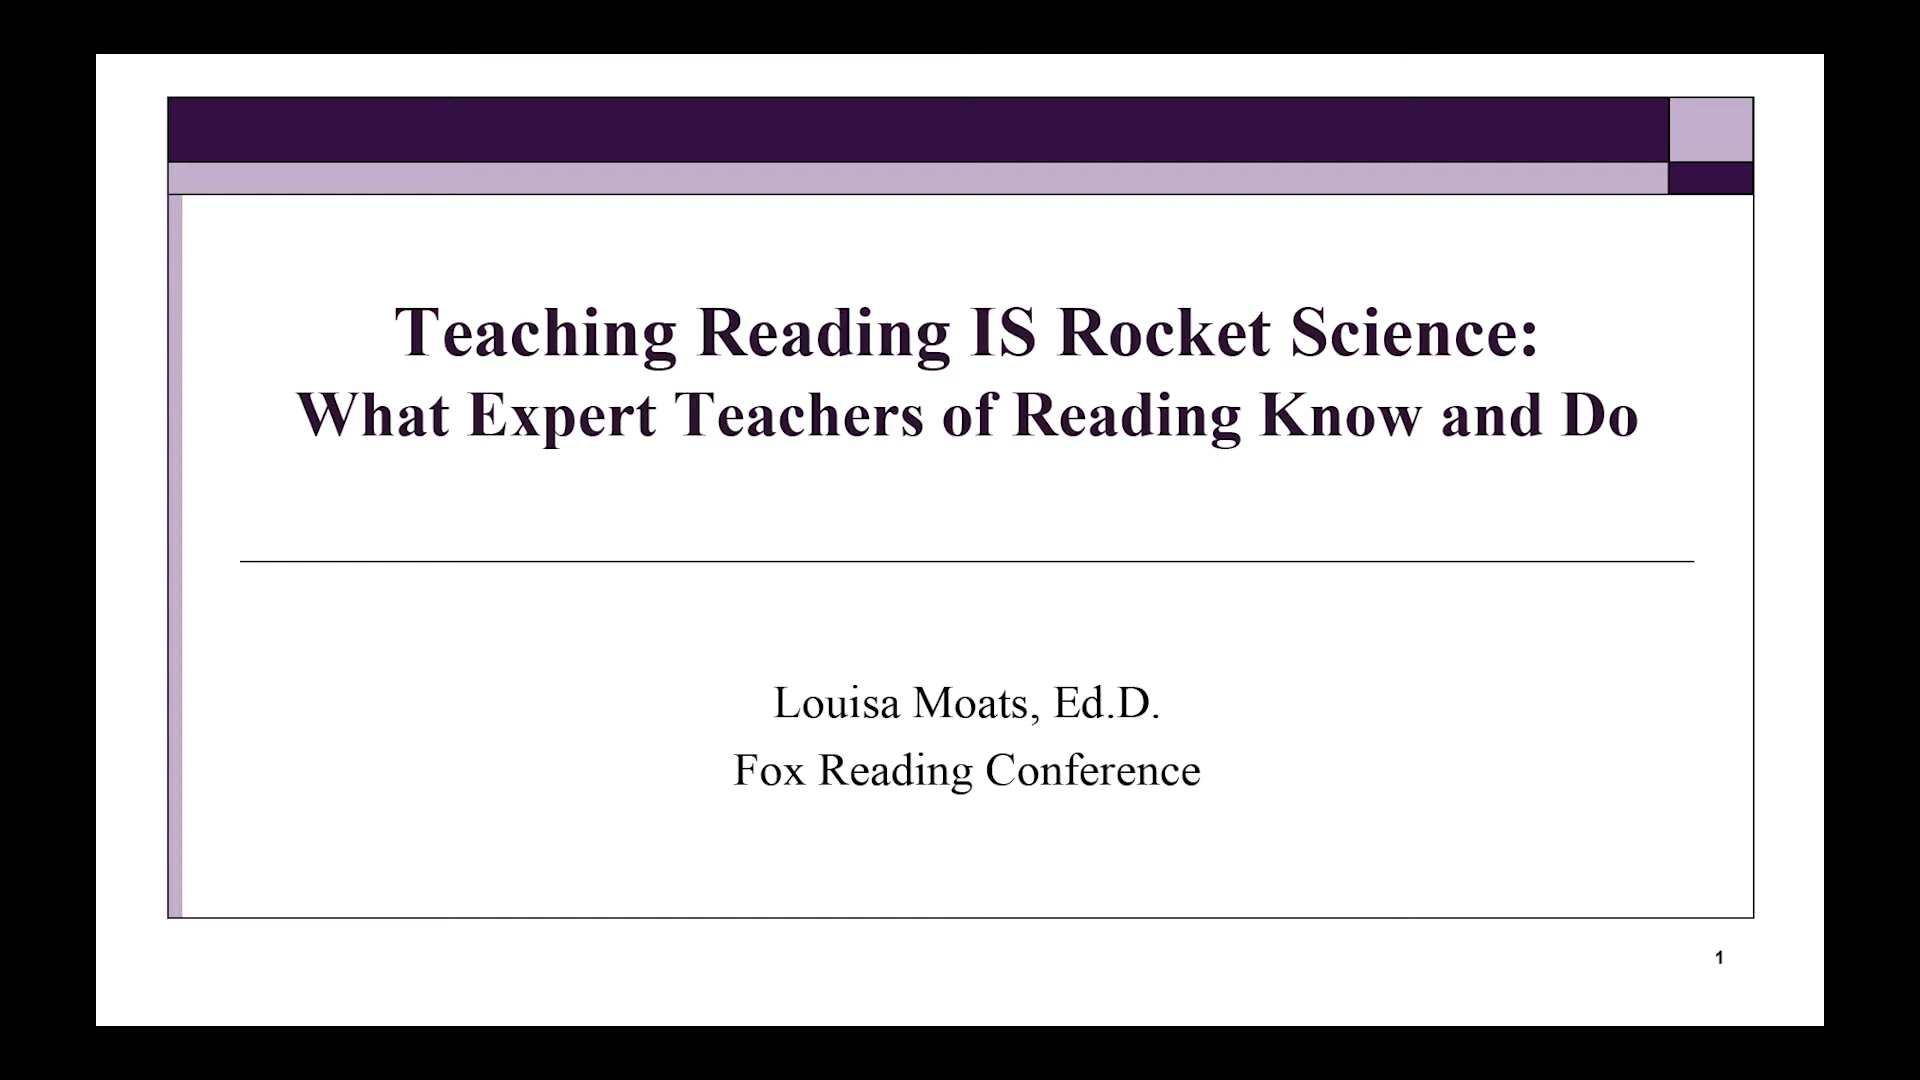 Teaching Reading IS Rocket Science:
What Expert Teachers of Reading Know and Do
Louisa Moats, Ed.D.
Fox Reading Conference
1